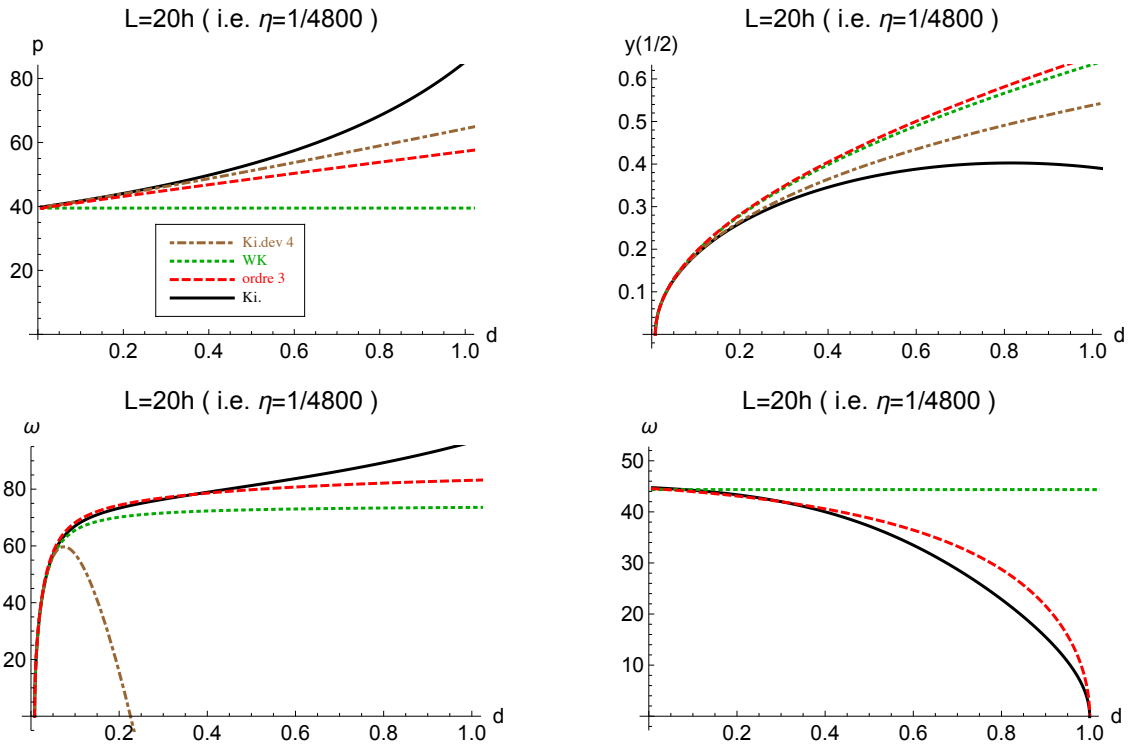 L=20h ( i.e. η=1/4800 )
p
80
60
40
20
0.2 0.4 0.6 0.8 1.0 d
Ki.dev 4
WK
ordre 3
Ki.
L=20h ( i.e. η=1/4800 )
y(1/2)
0.6
0.5
0.4
0.3
0.2
0.1
0.2 0.4 0.6 0.8 1.0 d
L=20h ( i.e. η=1/4800 )
ω
80
60
40
20
0.2 0.4 0.6 0.8 1.0 d
L=20h ( i.e. η=1/4800 )
ω
50
40
30
20
10
0.2 0.4 0.6 0.8 1.0 d